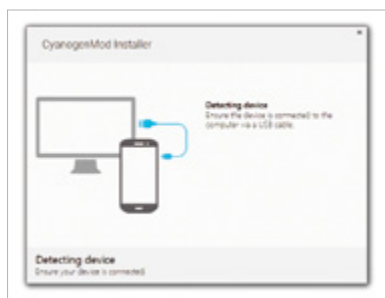 CyanogenMod Installer
Detecting device
Ensure the device is connected to the
computer via a USB cable.
Detecting device
Ensure your device is connected.